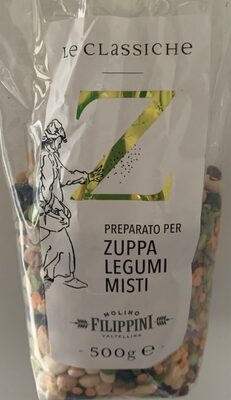 Le CLASSICHE
Z
PREPARATO PER
ZUPPA
LEGUMI
MISTI
MOLINO
FILIPPINI
VALTELLINA
- 500g e -